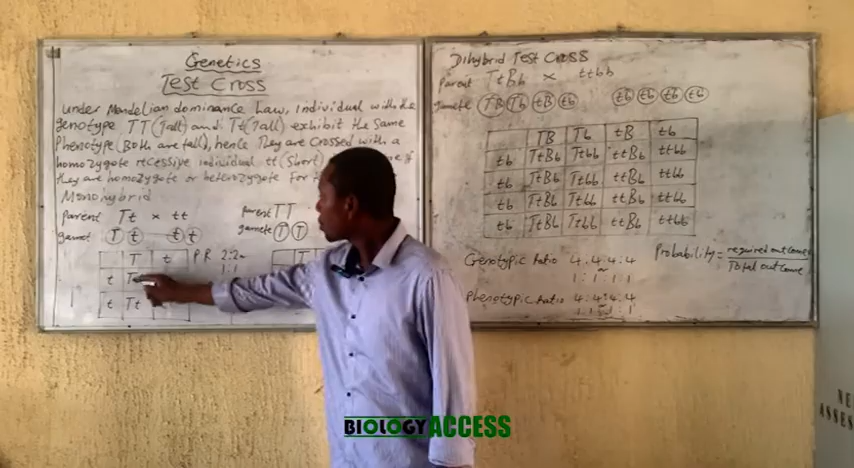 Genetics
Test Cross
under Mandelian dominance Law, individual with the
genotype TT (Tall) and Tt (Tall) exhibit the same
Phenotype (Both are tall), hence They are crossed with a
homozygote recessive individual tt (short)
they are homozygote or heterozygote For
Monohybrid
parent Tt × tt
gamet T t t t
T t P R 2:2
1:1
t
t Tt
parent TT
gamete T T
T
Dihybrid Test Cross
parent TtBb × ttbb
gamete TB Tb tB tb tb tb tb tb
TB Tb tB tb
tb TtBb Ttbb ttBb ttbb
tb TtBb Ttbb ttBb ttbb
tb TtBb Ttbb ttBb ttbb
tb TtBb Ttbb ttBb ttbb
Genotypic ratio 4:4:4:4
1:1:1:1
Phenotypic ratio 4:4:4:4
1:1:1:1
Probability = required outcome
Total outcome
BIOLOGY ACCESS